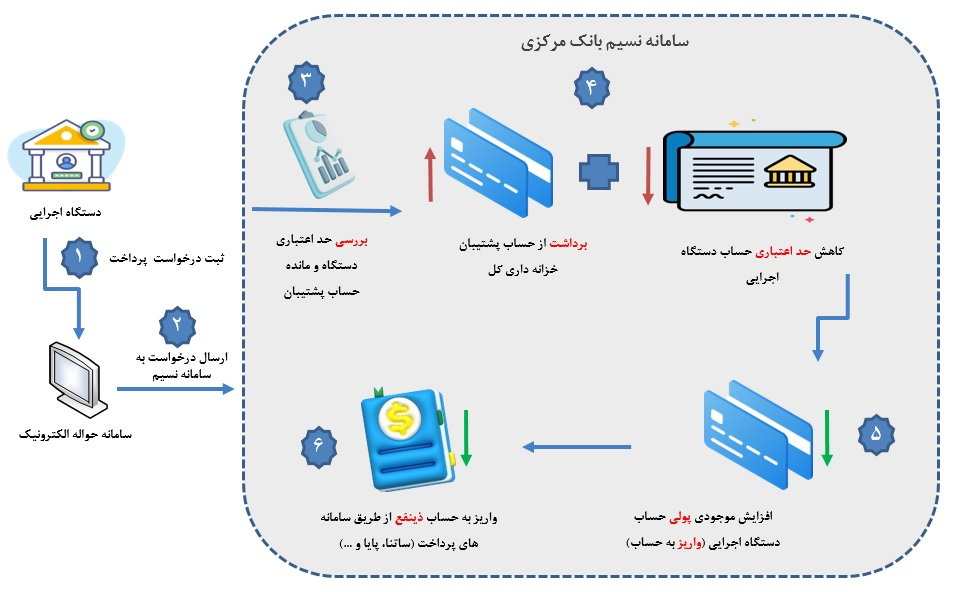 سامانه نسیم بانک مرکزی
دستگاه اجرایی
۱
ثبت درخواست پرداخت
سامانه حواله الکترونیک
۲
ارسال درخواست به
سامانه نسیم
۳
بررسی حد اعتباری
دستگاه و مانده
حساب پشتیبان
۴
برداشت از حساب پشتیبان
خزانه داری کل
کاهش حد اعتباری حساب دستگاه
اجرایی
۵
افزایش موجودی پولی حساب
دستگاه اجرایی (واریز به حساب)
۶
واریز به حساب ذینفع از طریق سامانه
های پرداخت (ساتنا، پایا و ...)
$